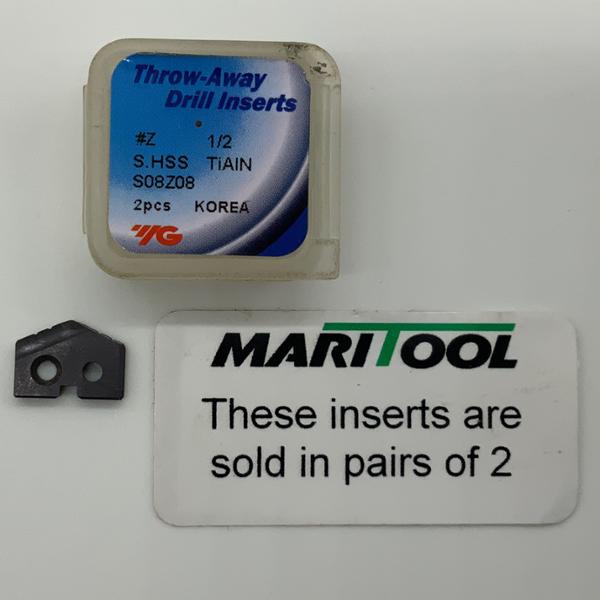 Throw-Away
Drill Inserts
#Z 1/2
S.HSS TiAlN
S08Z08
2pcs KOREA
YG
MARITOOL
These inserts are
sold in pairs of 2